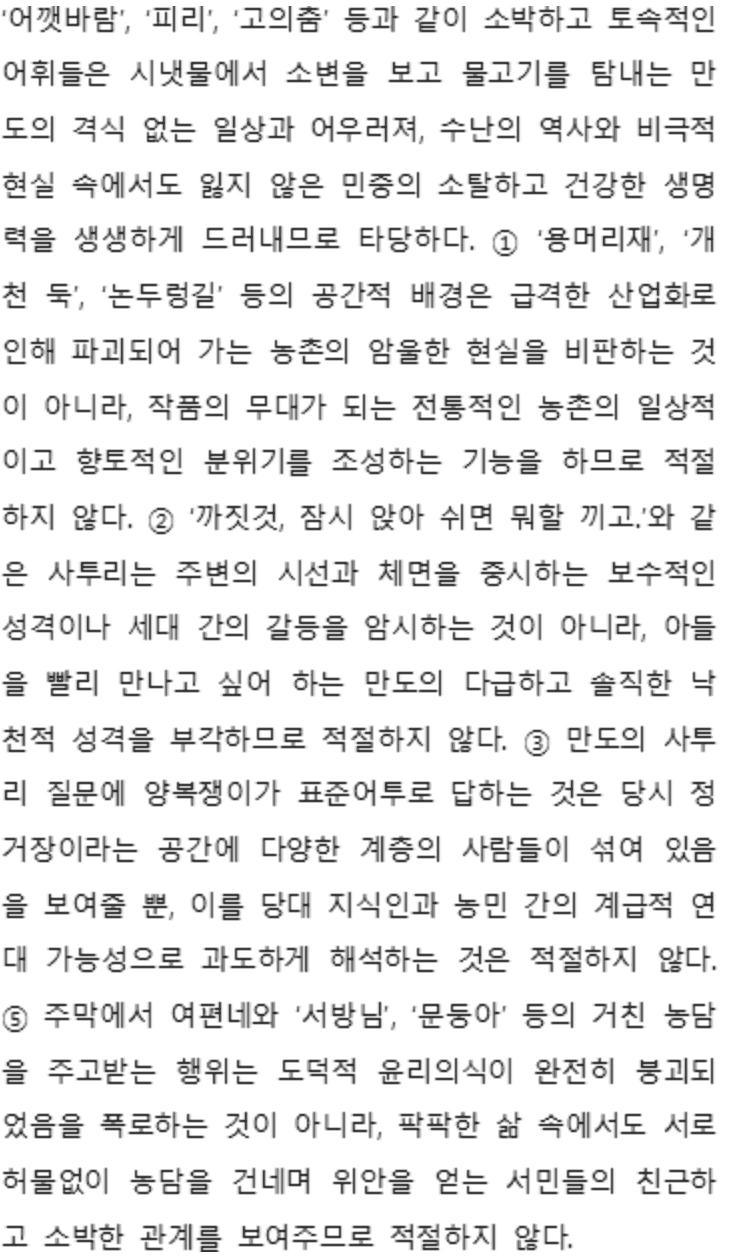 ‘어깻바람’, ‘피리’, ‘고의춤’ 등과 같이 소박하고 토속적인
어휘들은 시냇물에서 소변을 보고 물고기를 탐내는 만
도의 격식 없는 일상과 어우러져, 수난의 역사와 비극적
현실 속에서도 잃지 않은 민중의 소탈하고 건강한 생명
력을 생생하게 드러내므로 타당하다. ① ‘용머리재’, ‘개
천 둑’, ‘논두렁길’ 등의 공간적 배경은 급격한 산업화로
인해 파괴되어 가는 농촌의 암울한 현실을 비판하는 것
이 아니라, 작품의 무대가 되는 전통적인 농촌의 일상적
이고 향토적인 분위기를 조성하는 기능을 하므로 적절
하지 않다. ② ‘까짓것, 잠시 앉아 쉬면 뭐할 끼고.’와 같
은 사투리는 주변의 시선과 체면을 중시하는 보수적인
성격이나 세대 간의 갈등을 암시하는 것이 아니라, 아들
을 빨리 만나고 싶어 하는 만도의 다급하고 솔직한 낙
천적 성격을 부각하므로 적절하지 않다. ③ 만도의 사투
리 질문에 양복쟁이가 표준어투로 답하는 것은 당시 정
거장이라는 공간에 다양한 계층의 사람들이 섞여 있음
을 보여줄 뿐, 이를 당대 지식인과 농민 간의 계급적 연
대 가능성으로 과도하게 해석하는 것은 적절하지 않다.
⑤ 주막에서 여편네와 ‘서방님’, ‘문둥아’ 등의 거친 농담
을 주고받는 행위는 도덕적 윤리의식이 완전히 붕괴되
었음을 폭로하는 것이 아니라, 팍팍한 삶 속에서도 서로
허물없이 농담을 건네며 위안을 얻는 서민들의 친근하
고 소박한 관계를 보여주므로 적절하지 않다.